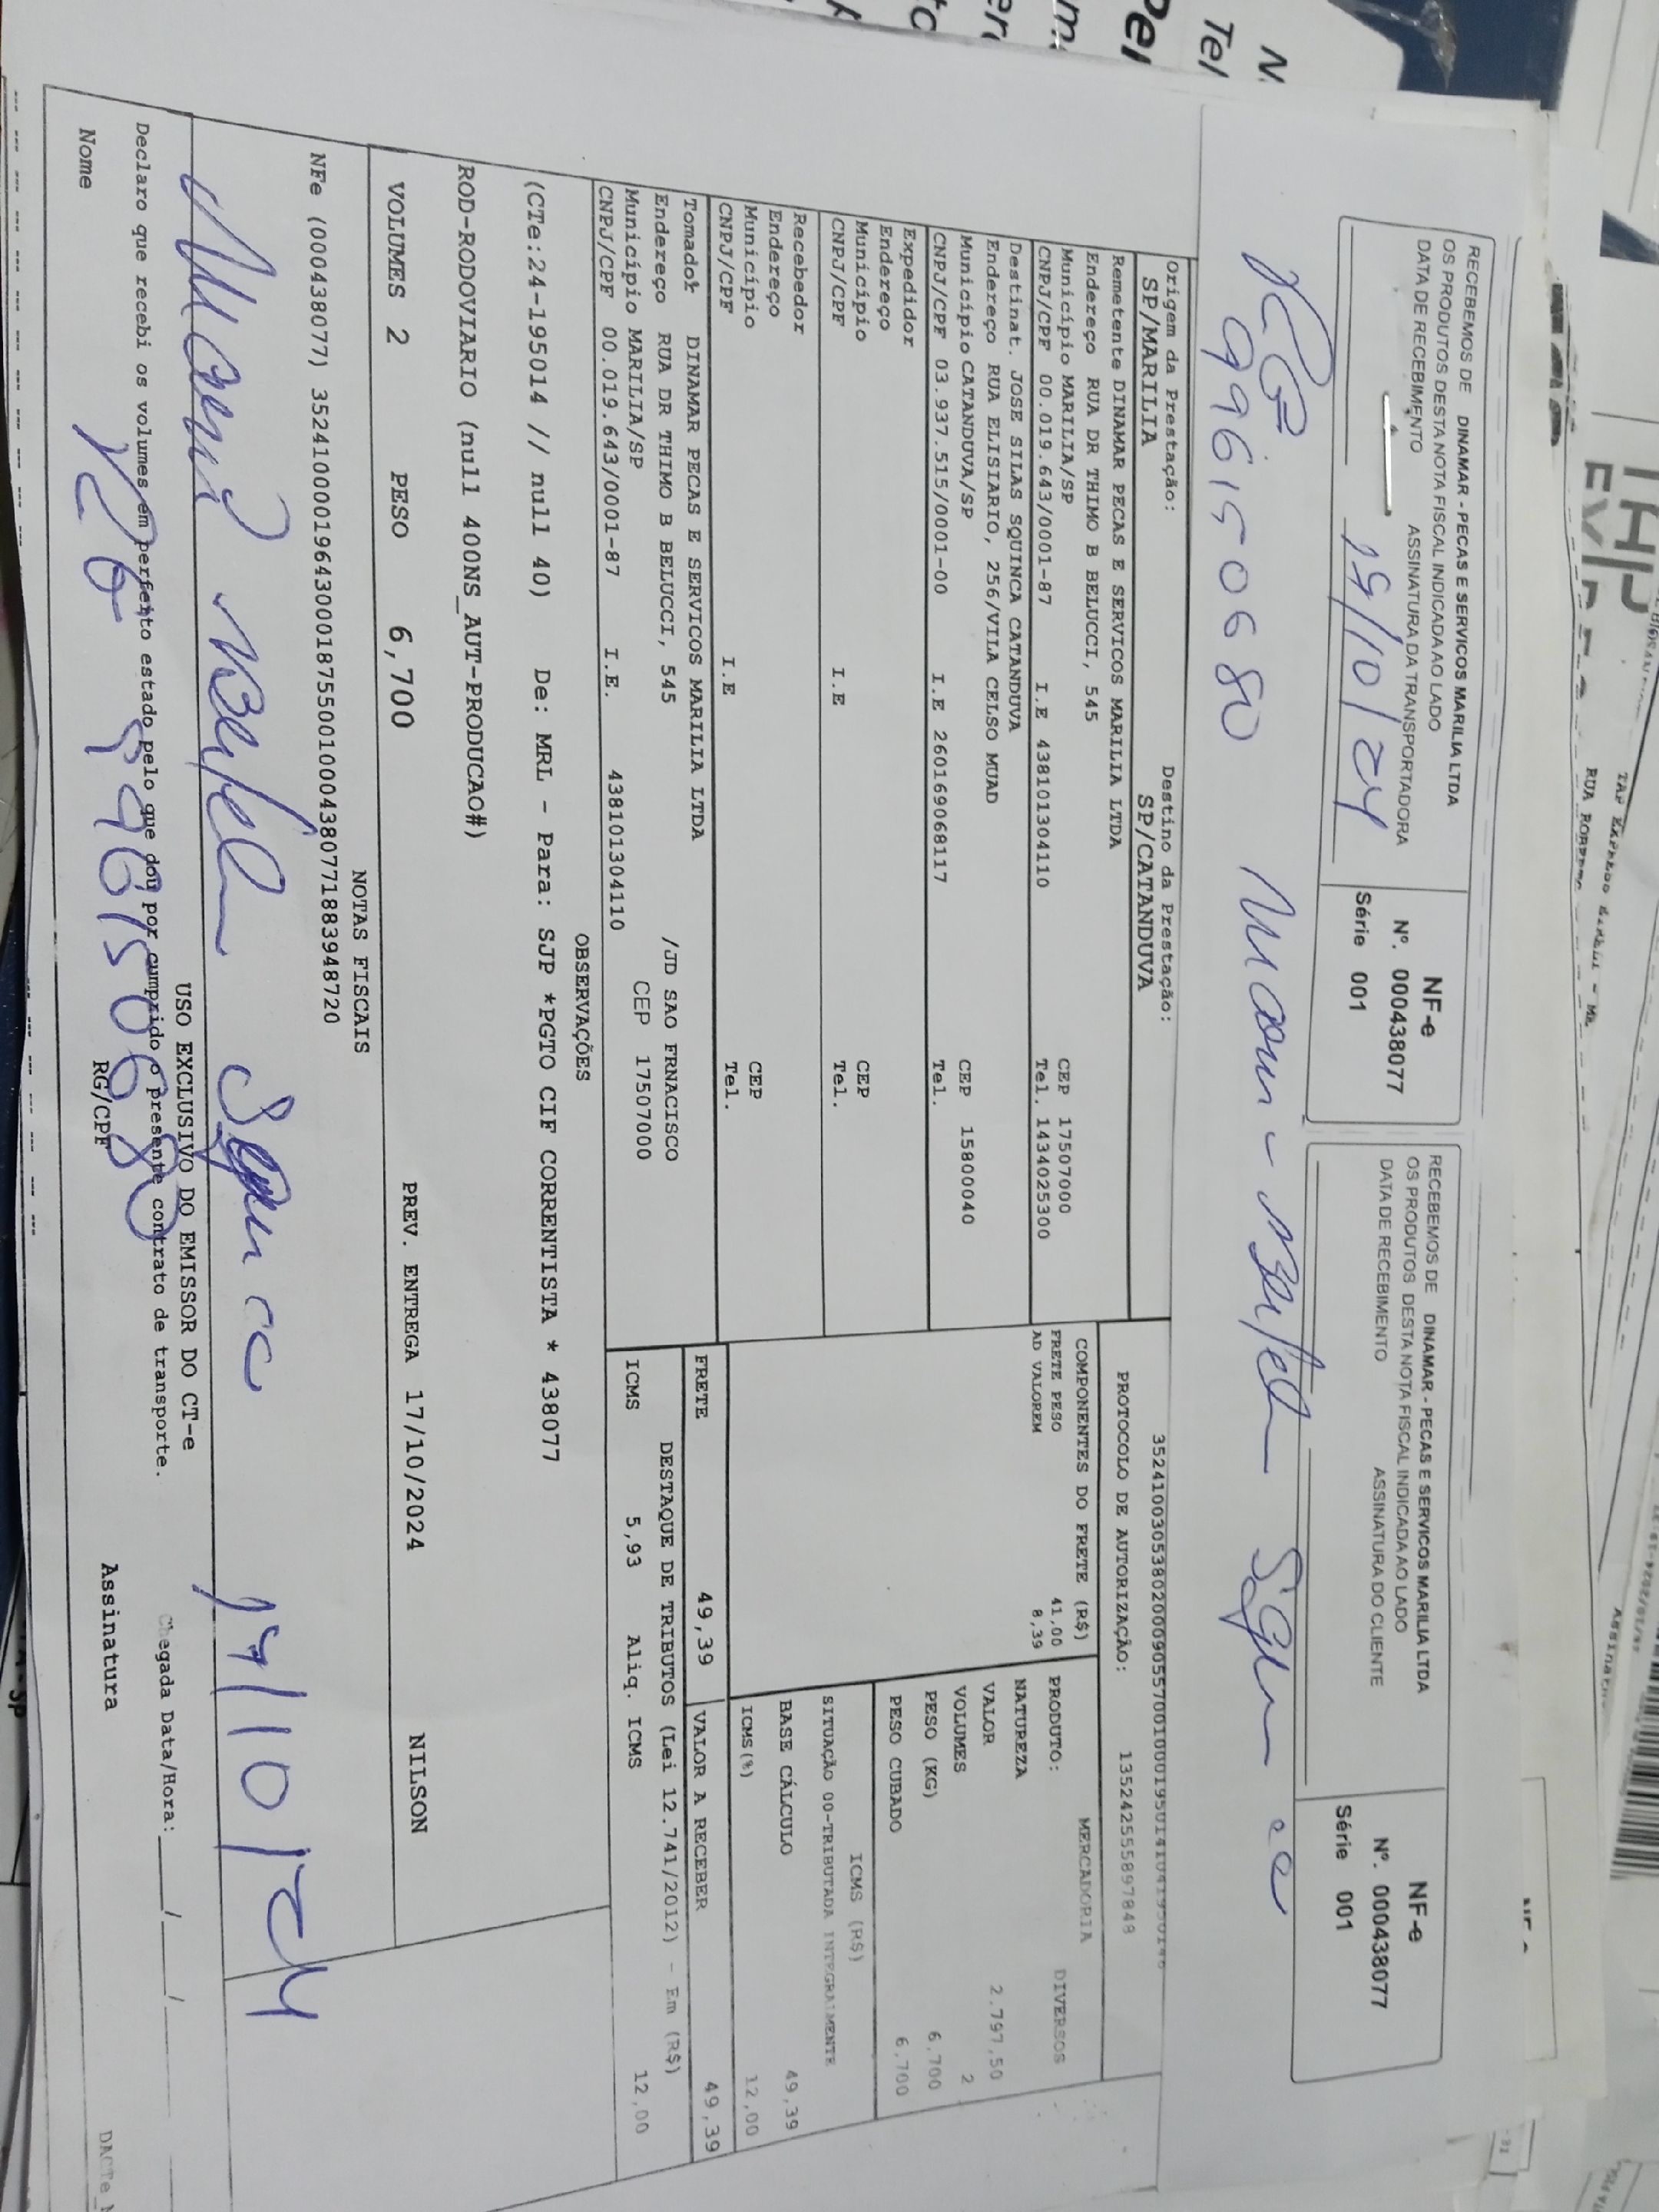 RECEBEMOS DE DINAMAR - PECAS E SERVICOS MARILIA LTDA
OS PRODUTOS DESTA NOTA FISCAL INDICADA AO LADO
DATA DE RECEBIMENTO ASSINATURA DA TRANSPORTADORA
19/10/24
NF-e
Nº. 000438077
Série 001
RECEBEMOS DE DINAMAR - PECAS E SERVICOS MARILIA LTDA
OS PRODUTOS DESTA NOTA FISCAL INDICADA AO LADO
DATA DE RECEBIMENTO ASSINATURA DO CLIENTE
NF-e
Nº. 000438077
Série 001
RG
099615 0680
Origem da Prestação: Destino da Prestação:
SP/MARILIA SP/CATANDUVA
Remetente DINAMAR PECAS E SERVICOS MARILIA LTDA
Endereço RUA DR THIMO B BELUCCI, 545
Município MARILIA/SP CEP 17507000
CNPJ/CPF 00.019.643/0001-87 I.E 438101304110 Tel. 1434025300
Destinat. JOSE SILAS SQUINCA CATANDUVA
Endereço RUA ELISIARIO, 256/VILA CELSO MUAD
Município CATANDUVA/SP CEP 15800040
CNPJ/CPF 03.937.515/0001-00 I.E 260169068117 Tel.
Expedidor
Endereço
Município CEP
CNPJ/CPF I.E Tel.
Recebedor
Endereço
Município CEP
CNPJ/CPF I.E Tel.
Tomador DINAMAR PECAS E SERVICOS MARILIA LTDA
Endereço RUA DR THIMO B BELUCCI, 545 /JD SAO FRNACISCO
Município MARILIA/SP CEP 17507000
CNPJ/CPF 00.019.643/0001-87 I.E. 438101304110
PROTOCOLO DE AUTORIZAÇÃO: 135242555897848
COMPONENTES DO FRETE (R$)
FRETE PESO 41,00
AD VALOREM 8,39
MERCADORIA
PRODUTO: DIVERSOS
NATUREZA
VALOR 2.797,50
VOLUMES 2
PESO (KG) 6,700
PESO CUBADO 6,700
ICMS (R$)
SITUAÇÃO 00-TRIBUTADA INTEGRALMENTE
BASE CÁLCULO 49,39
ICMS(%) 12,00
FRETE 49,39 VALOR A RECEBER 49,39
DESTAQUE DE TRIBUTOS (Lei 12.741/2012) - Em (R$)
ICMS 5,93 Aliq. ICMS 12,00
OBSERVAÇÕES
(CTe:24-195014 // null 40) De: MRL - Para: SJP *PGTO CIF CORRENTISTA * 438077
ROD-RODOVIARIO (null 400NS_AUT-PRODUCAO#)
VOLUMES 2 PESO 6,700 PREV. ENTREGA 17/10/2024 NILSON
NOTAS FISCAIS
NFe (000438077) 35241000019643000187550010004380771883948720
19/10/24
USO EXCLUSIVO DO EMISSOR DO CT-e
Declaro que recebi os volumes em perfeito estado pelo que dou por cumprido o presente contrato de transporte.
Chegada Data/Hora: / /
RG 996150680
Nome RG/CPF Assinatura